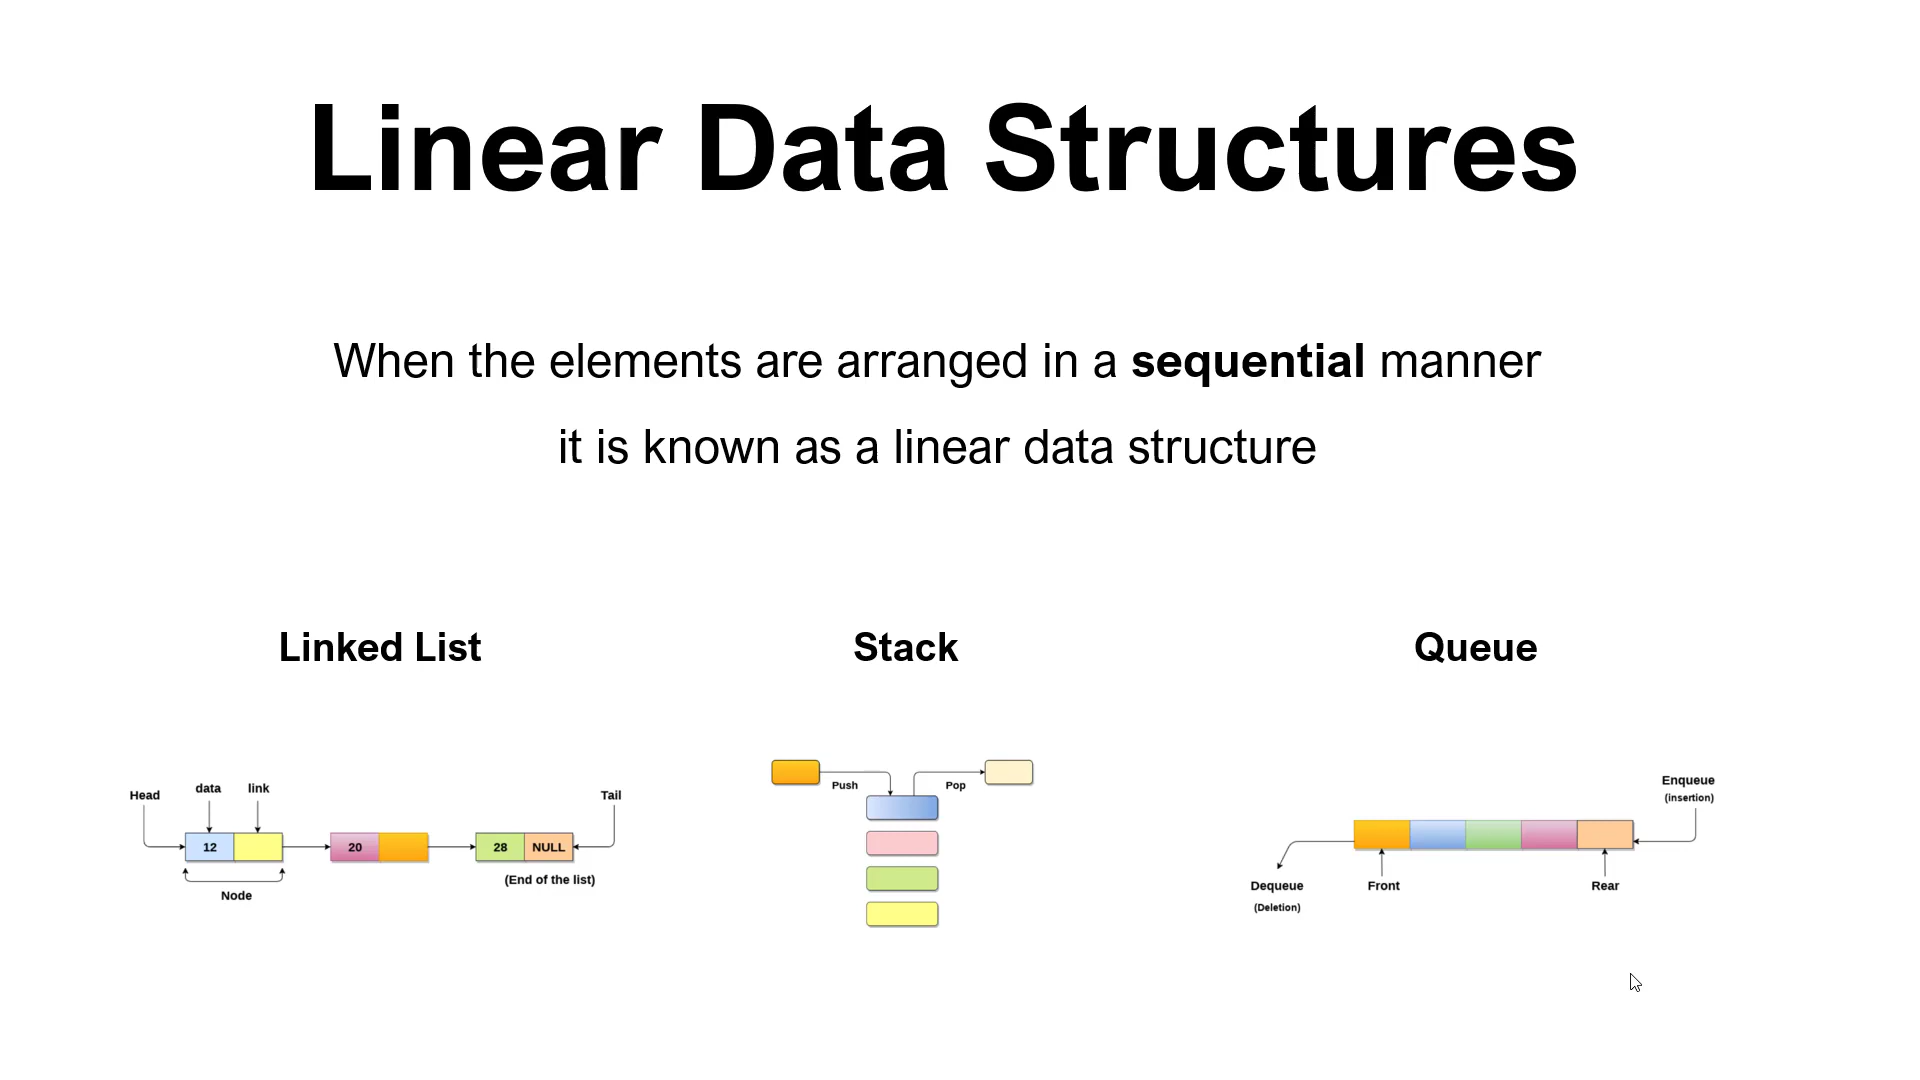 Linear Data Structures
When the elements are arranged in a sequential manner
it is known as a linear data structure
Linked List
Stack
Queue
Head
data
link
Tail
12
20
28
NULL
(End of the list)
Node
Push
Pop
Enqueue
(insertion)
Dequeue
(Deletion)
Front
Rear